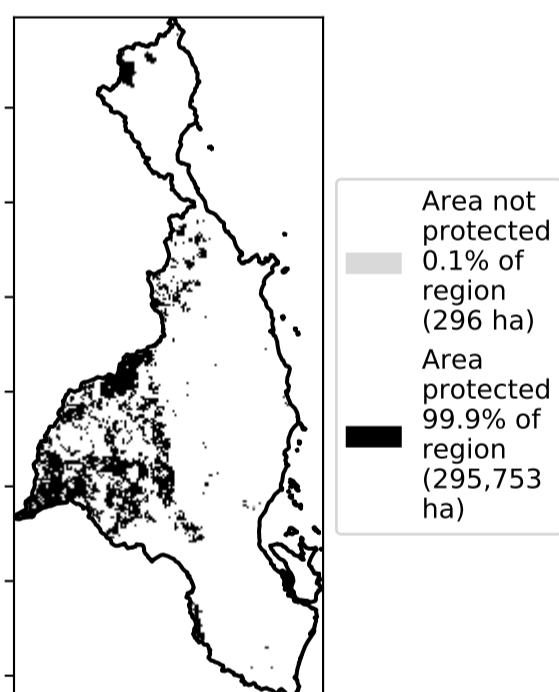 Area not
protected
0.1% of
region
(296 ha)
Area
protected
99.9% of
region
(295,753
ha)